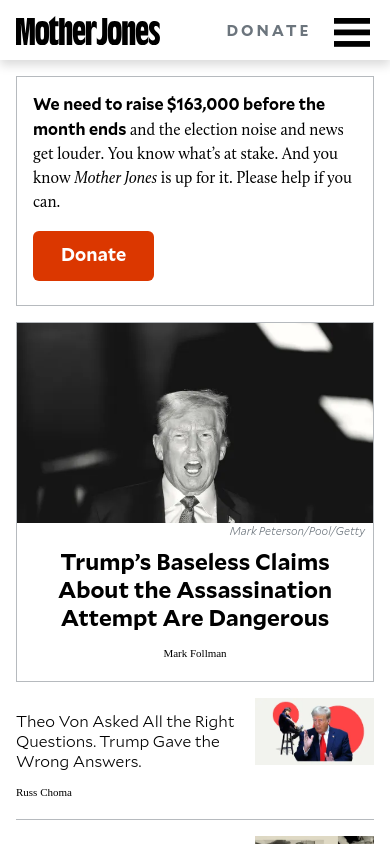 Mother Jones
DONATE
We need to raise $163,000 before the
month ends and the election noise and news
get louder. You know what’s at stake. And you
know Mother Jones is up for it. Please help if you
can.
Donate
Mark Peterson/Pool/Getty
Trump’s Baseless Claims
About the Assassination
Attempt Are Dangerous
Mark Follman
Theo Von Asked All the Right
Questions. Trump Gave the
Wrong Answers.
Russ Choma